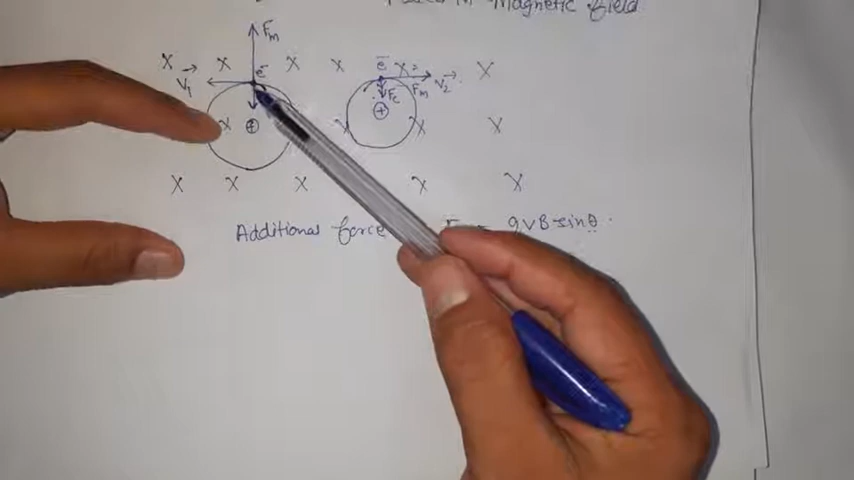 Magnetic field
Fm
X X X X e⁻ X X
V₁ e⁻ V₂
Fc Fm
X ⊕ X ⊕ X X
X X X X X
Additional force qVB sinθ.